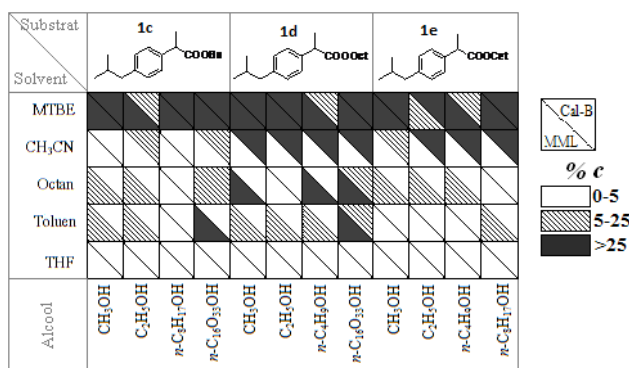 Substrat
Solvent
1c
COOBu
1d
COOOct
1e
COOCet
MTBE
CH₃CN
Octan
Toluen
THF
Alcool
CH₃OH
C₂H₅OH
n-C₈H₁₇OH
n-C₁₆O₃₃OH
CH₃OH
C₂H₅OH
n-C₄H₉OH
n-C₁₆O₃₃OH
CH₃OH
C₂H₅OH
n-C₄H₉OH
n-C₈H₁₇OH
Cal-B
MML
% c
0-5
5-25
>25